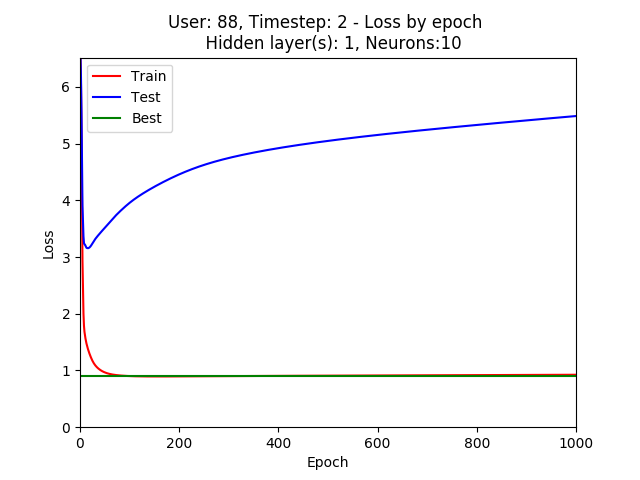 User: 88, Timestep: 2 - Loss by epoch
Hidden layer(s): 1, Neurons:10
Train
Test
Best
6
5
4
3
2
1
0
Loss
0 200 400 600 800 1000
Epoch